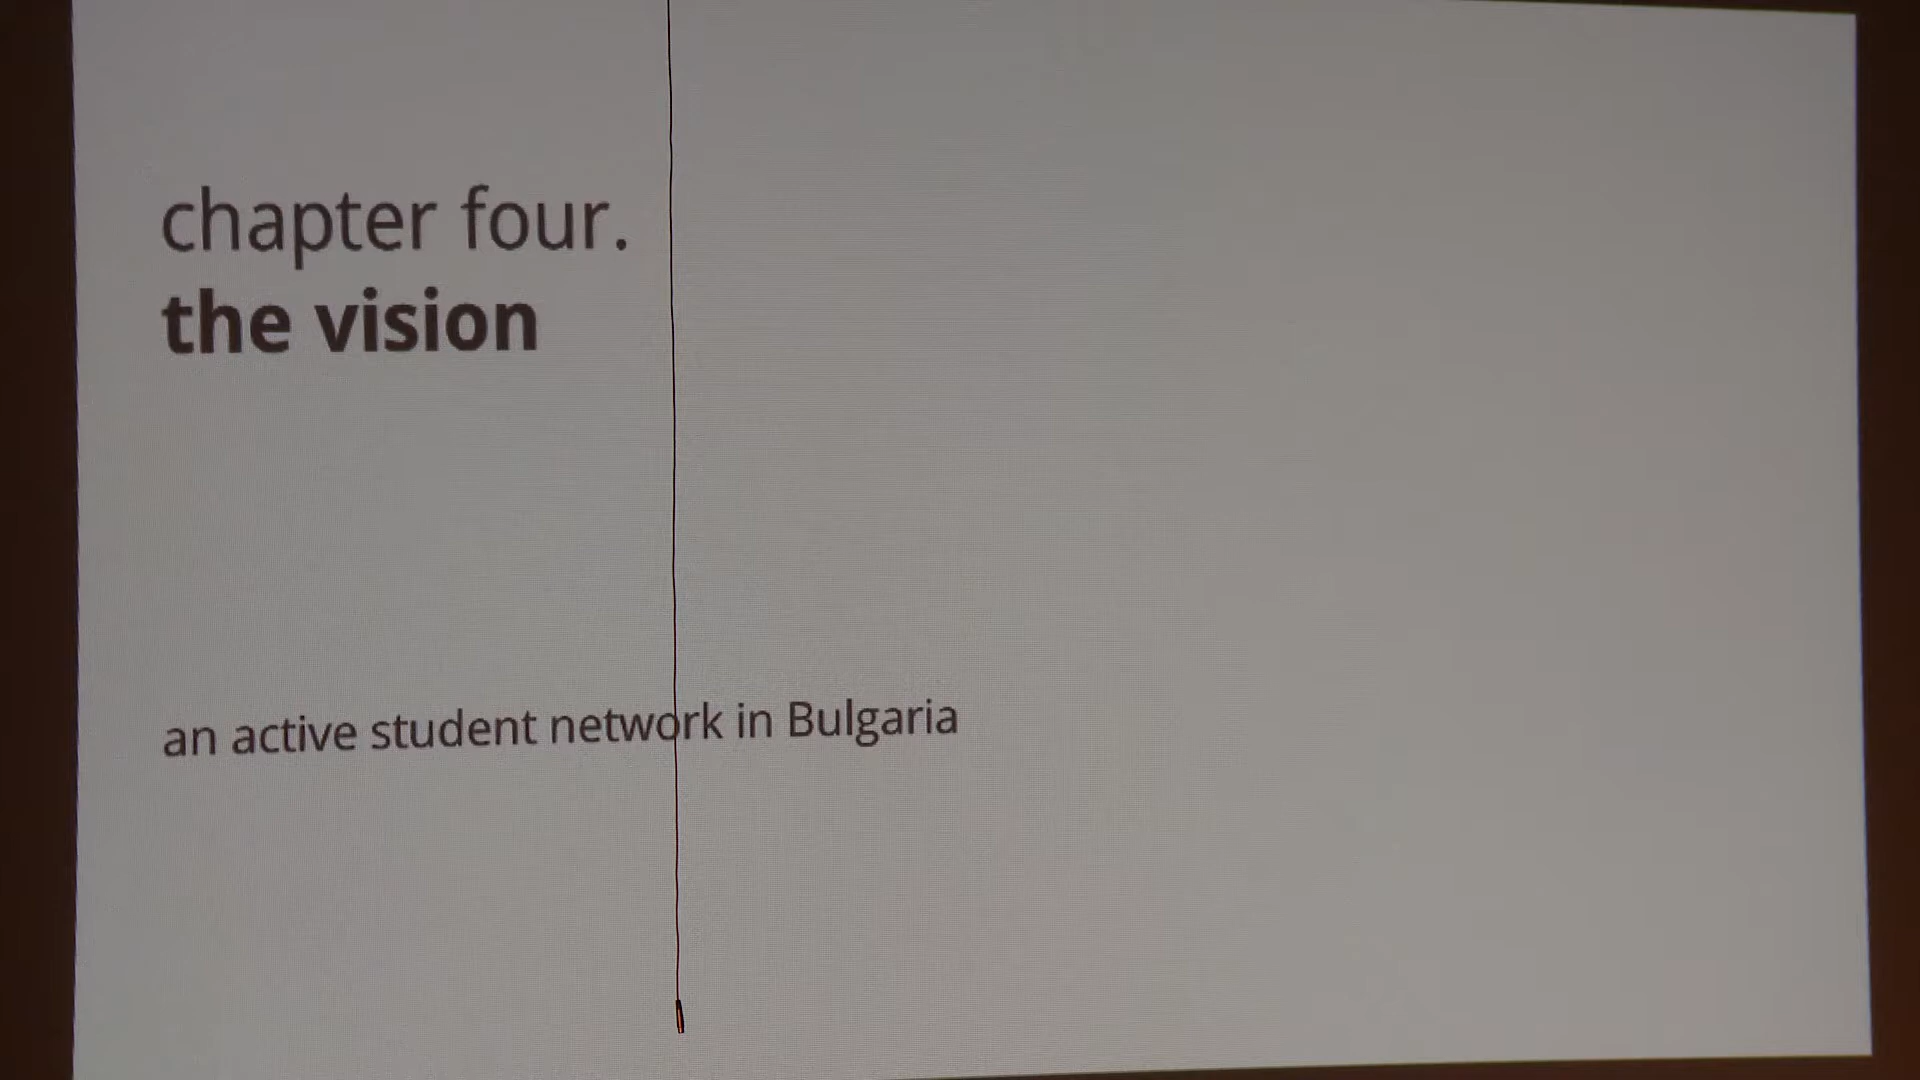 chapter four.
the vision
an active student network in Bulgaria